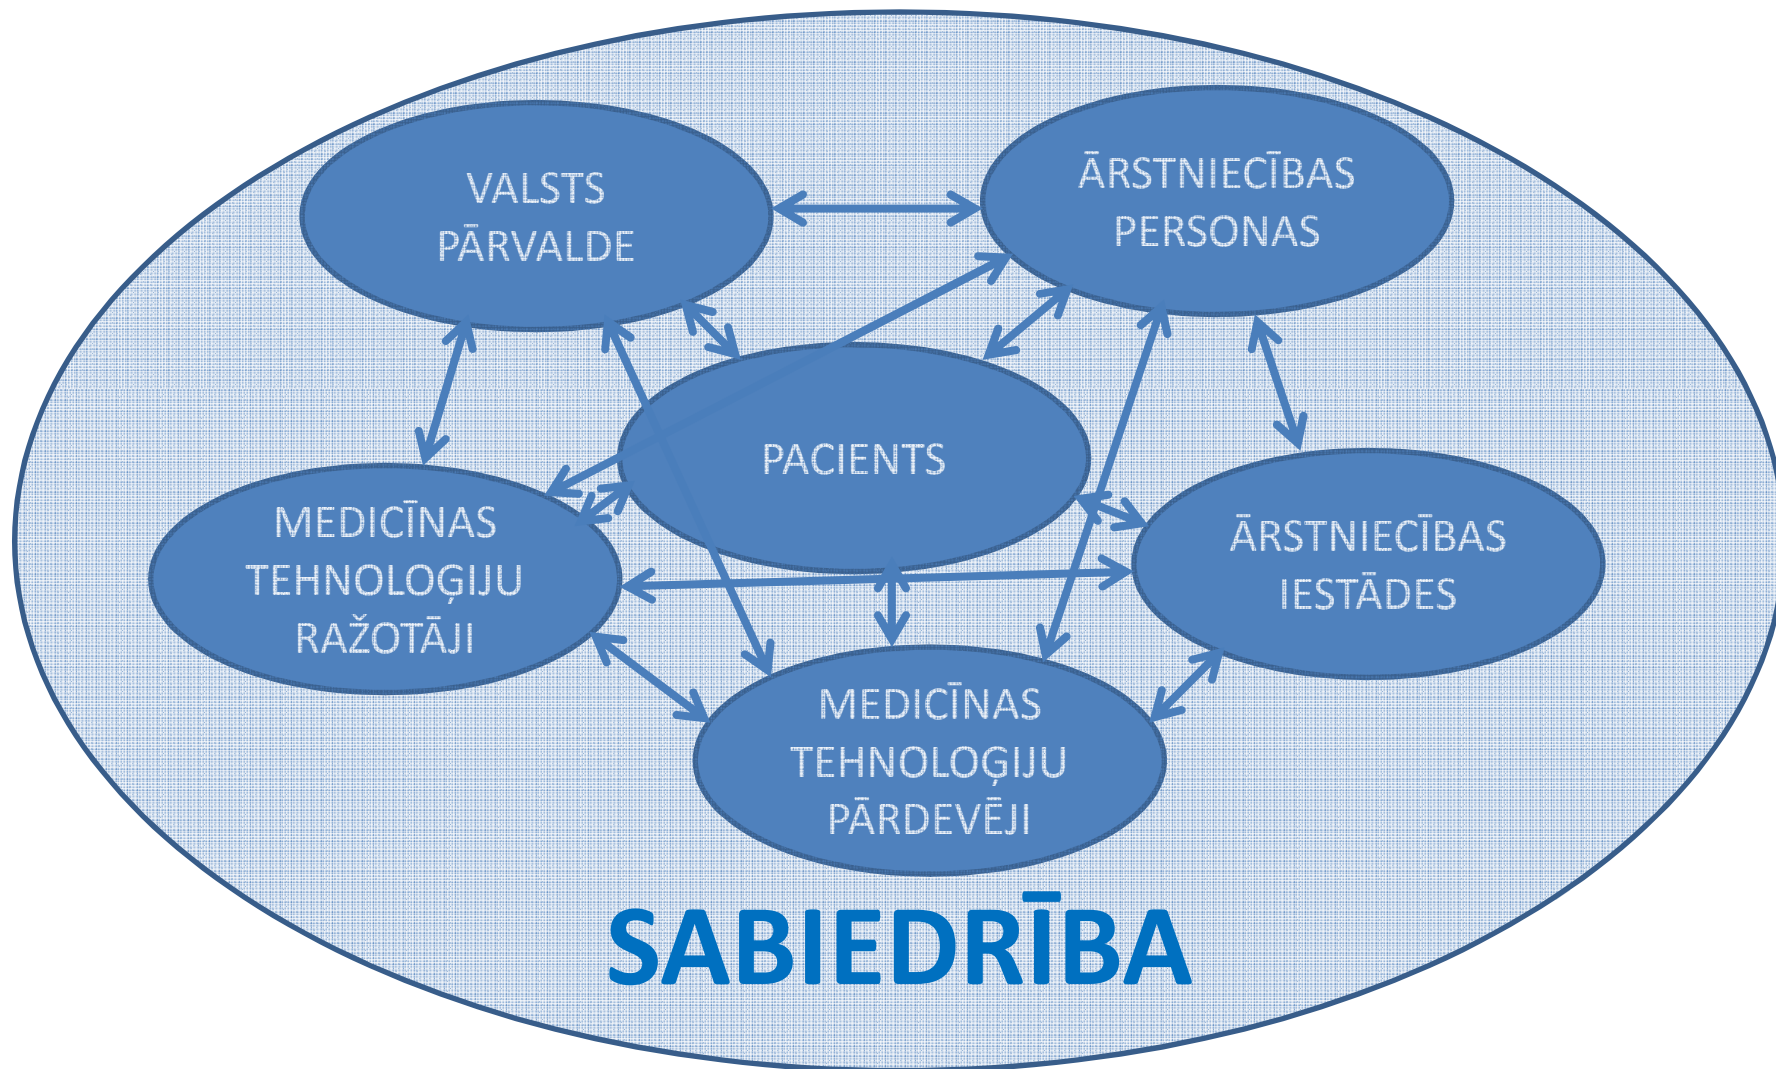 VALSTS
PĀRVALDE
ĀRSTNIECĪBAS
PERSONAS
PACIENTS
MEDICĪNAS
TEHNOLOĢIJU
RAŽOTĀJI
ĀRSTNIECĪBAS
IESTĀDES
MEDICĪNAS
TEHNOLOĢIJU
PĀRDEVĒJI
SABIEDRĪBA